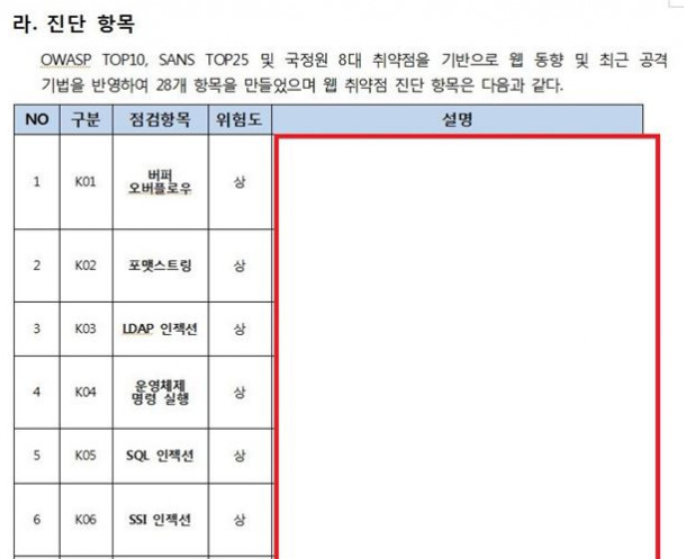 라. 진단 항목
OWASP TOP10, SANS TOP25 및 국정원 8대 취약점을 기반으로 웹 동향 및 최근 공격
기법을 반영하여 28개 항목을 만들었으며 웹 취약점 진단 항목은 다음과 같다.
NO 구분 점검항목 위험도 설명
1 K01 버퍼 오버플로우 상
2 K02 포맷스트링 상
3 K03 LDAP 인젝션 상
4 K04 운영체제 명령 실행 상
5 K05 SQL 인젝션 상
6 K06 SSI 인젝션 상